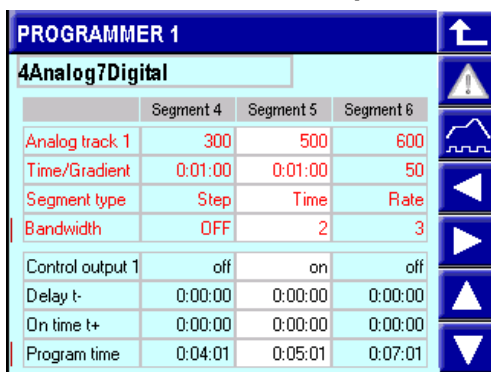 PROGRAMMER 1
4Analog7Digital
Segment 4 Segment 5 Segment 6
Analog track 1 300 500 600
Time/Gradient 0:01:00 0:01:00 50
Segment type Step Time Rate
Bandwidth OFF 2 3
Control output 1 off on off
Delay t- 0:00:00 0:00:00 0:00:00
On time t+ 0:00:00 0:00:00 0:00:00
Program time 0:04:01 0:05:01 0:07:01